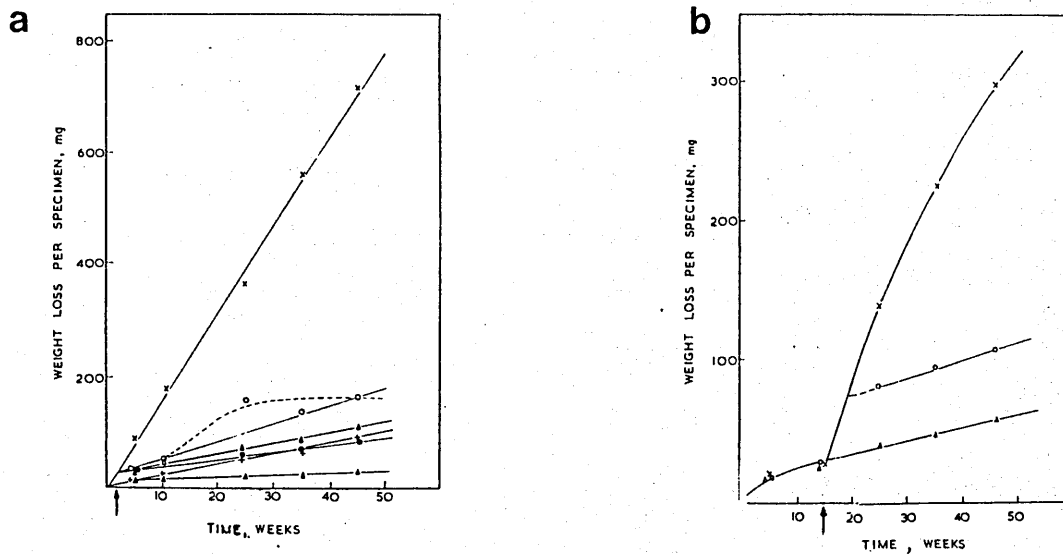 a
WEIGHT LOSS PER SPECIMEN, mg
800
600
400
200
10
20
30
40
50
TIME, WEEKS
b
WEIGHT LOSS PER SPECIMEN, mg
300
200
100
10
20
30
40
50
TIME , WEEKS